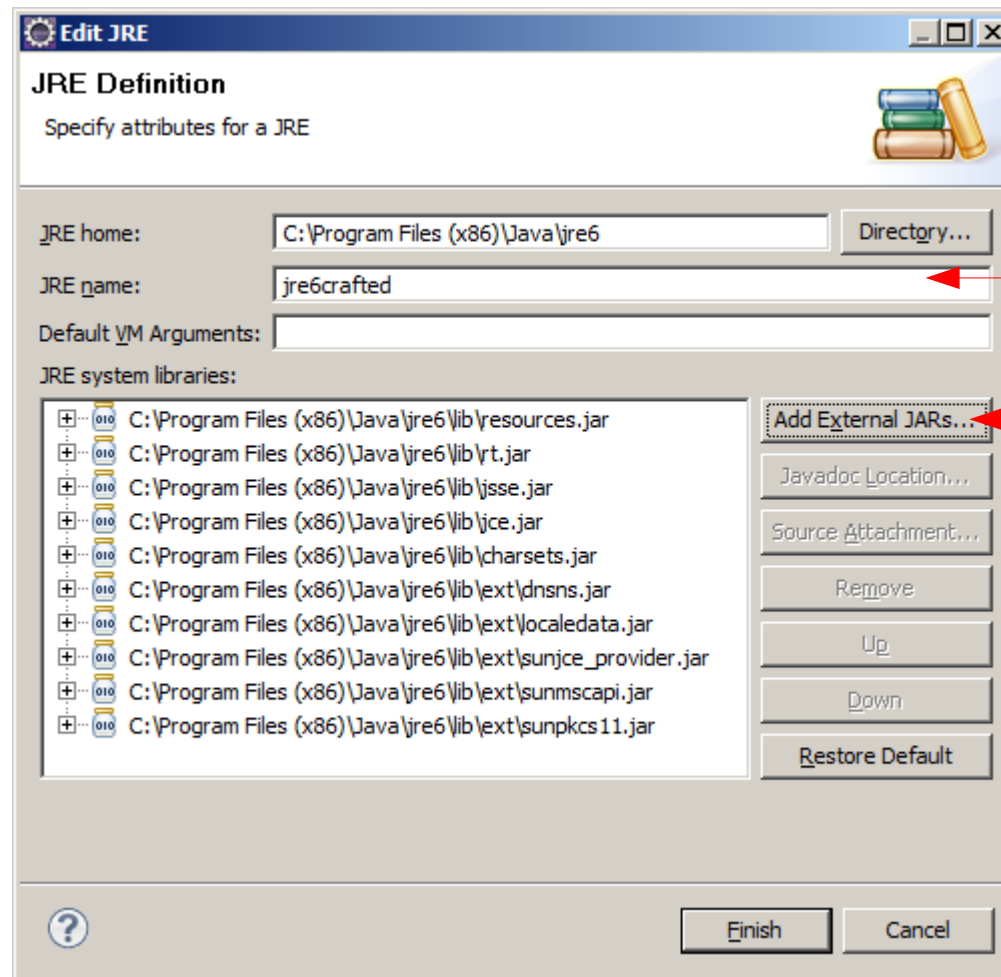 Edit JRE
JRE Definition
Specify attributes for a JRE
JRE home:
C:\Program Files (x86)\Java\jre6
Directory...
JRE name:
jre6crafted
Default VM Arguments:
JRE system libraries:
C:\Program Files (x86)\Java\jre6\lib\resources.jar
C:\Program Files (x86)\Java\jre6\lib\rt.jar
C:\Program Files (x86)\Java\jre6\lib\jsse.jar
C:\Program Files (x86)\Java\jre6\lib\jce.jar
C:\Program Files (x86)\Java\jre6\lib\charsets.jar
C:\Program Files (x86)\Java\jre6\lib\ext\dnsns.jar
C:\Program Files (x86)\Java\jre6\lib\ext\localedata.jar
C:\Program Files (x86)\Java\jre6\lib\ext\sunjce_provider.jar
C:\Program Files (x86)\Java\jre6\lib\ext\sunmscapi.jar
C:\Program Files (x86)\Java\jre6\lib\ext\sunpkcs11.jar
Add External JARs...
Javadoc Location...
Source Attachment...
Remove
Up
Down
Restore Default
Finish
Cancel